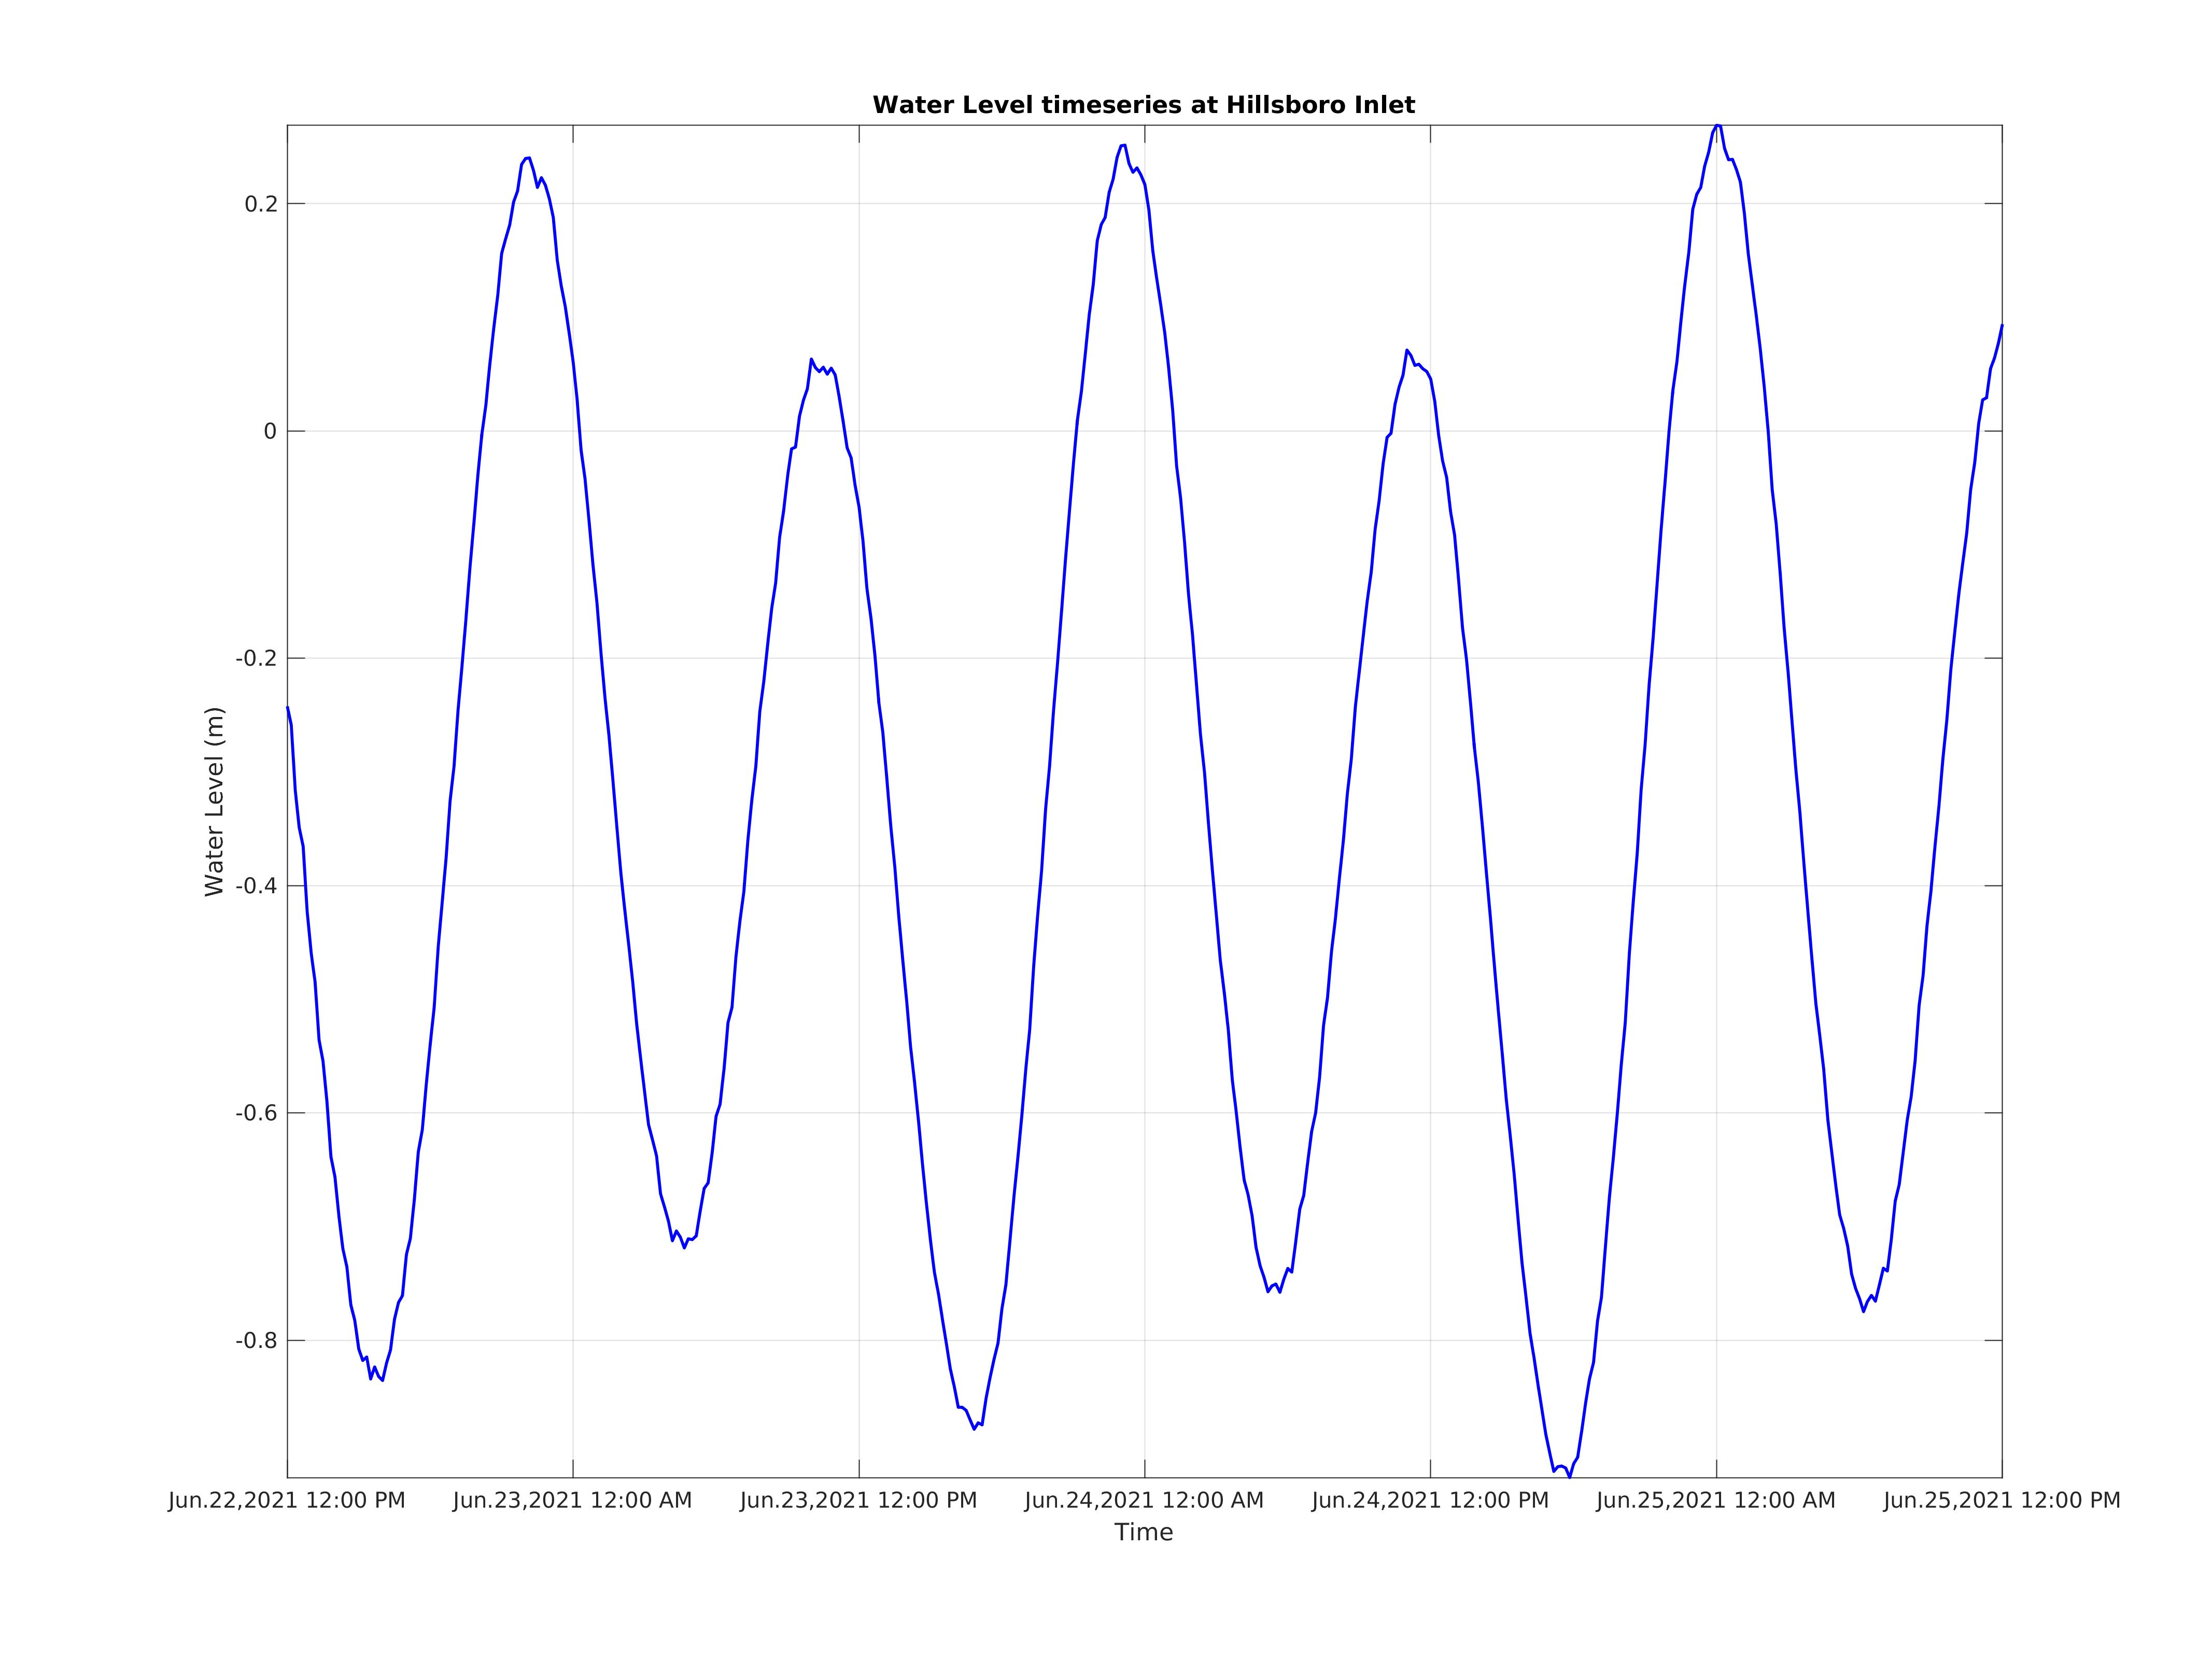 Water Level timeseries at Hillsboro Inlet
0.2
0
-0.2
-0.4
-0.6
-0.8
Water Level (m)
Jun.22,2021 12:00 PM
Jun.23,2021 12:00 AM
Jun.23,2021 12:00 PM
Jun.24,2021 12:00 AM
Jun.24,2021 12:00 PM
Jun.25,2021 12:00 AM
Jun.25,2021 12:00 PM
Time